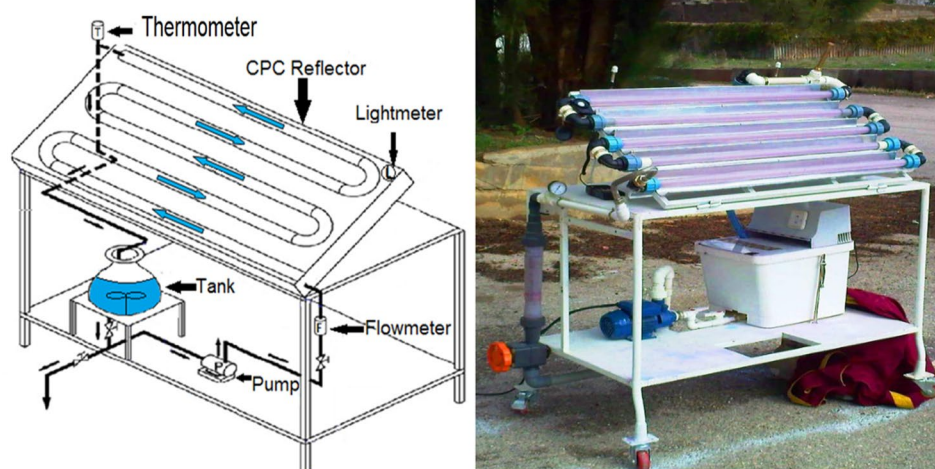 T
Thermometer
CPC Reflector
Lightmeter
L
Tank
F
Flowmeter
P
Pump